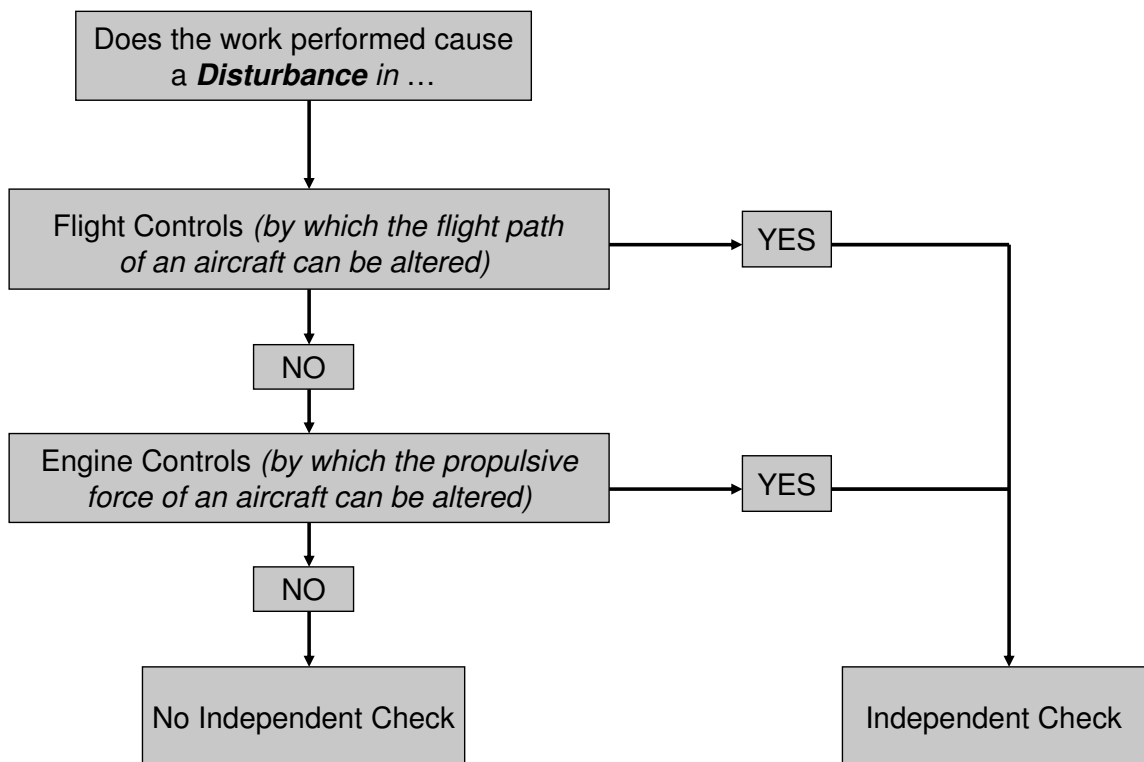 Does the work performed cause
a Disturbance in …
Flight Controls (by which the flight path
of an aircraft can be altered)
YES
NO
Engine Controls (by which the propulsive
force of an aircraft can be altered)
YES
NO
No Independent Check
Independent Check